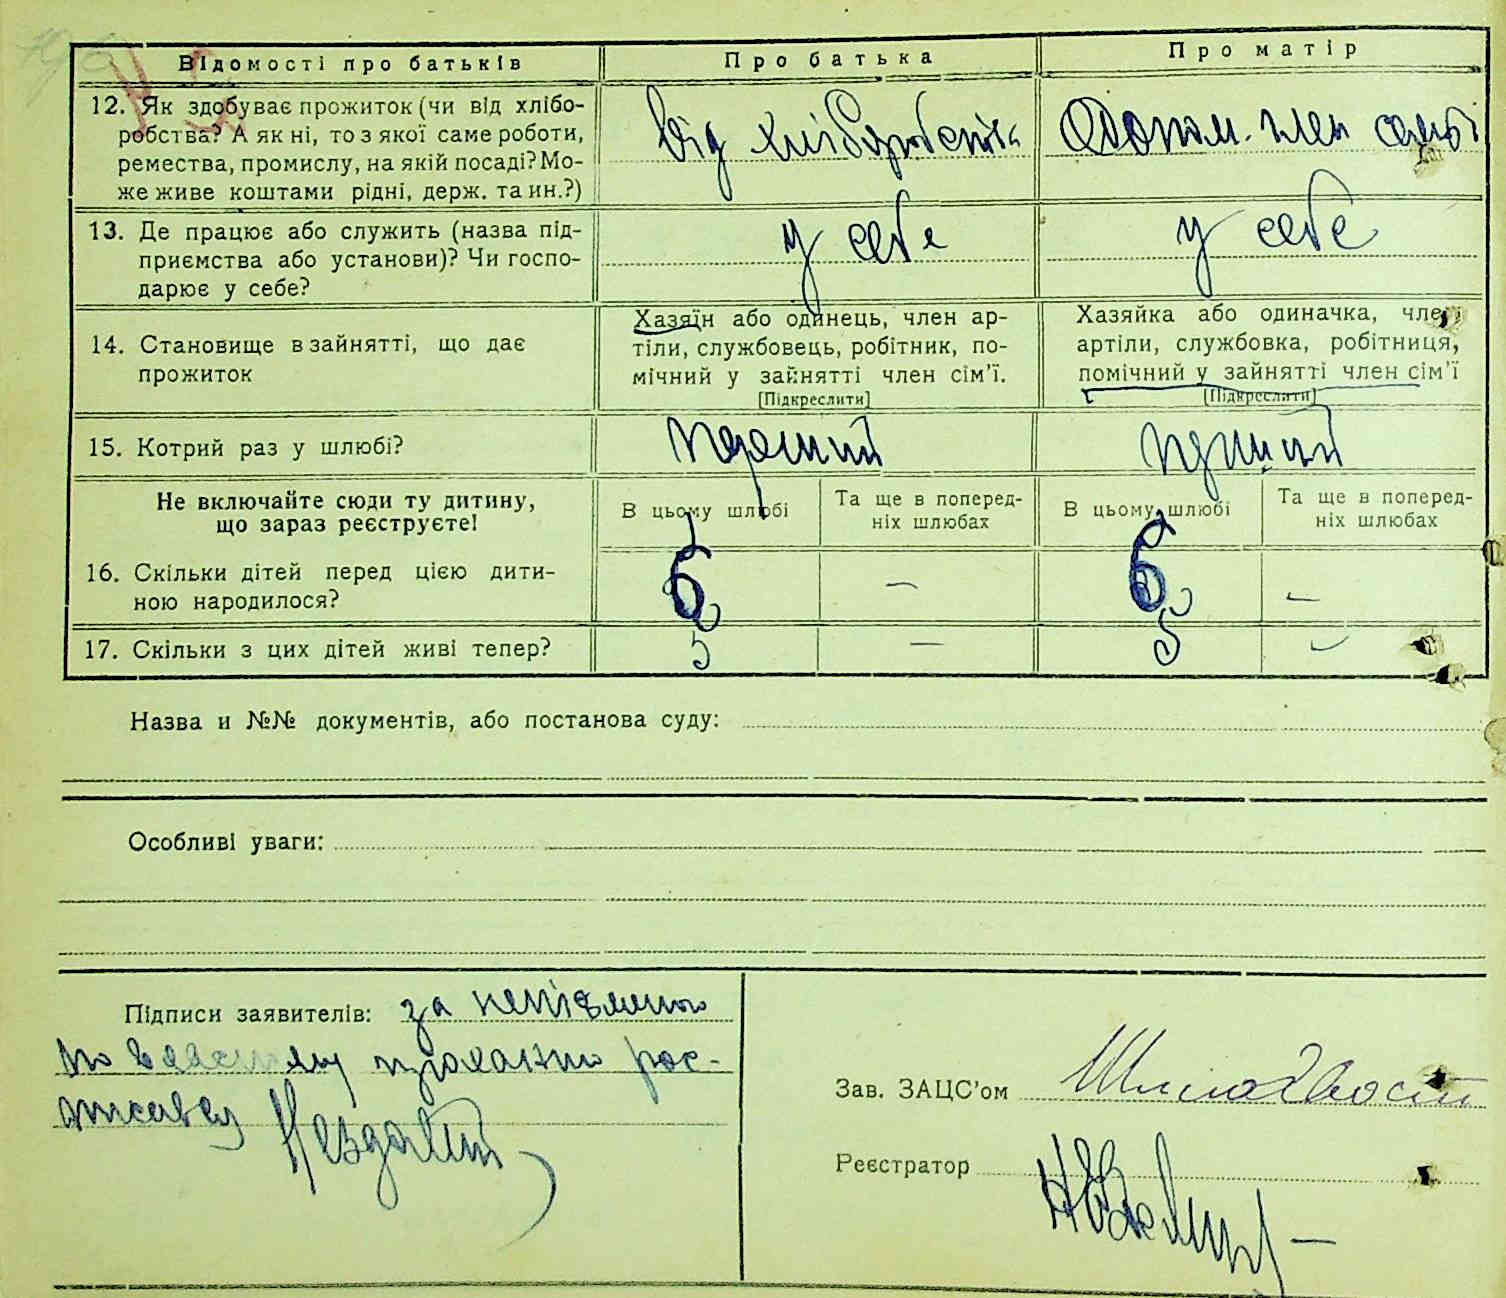 Відомості про батьків
Про батька
Про матір
12. Як здобуває прожиток (чи від хлібо-
робства? А як ні, то з якої саме роботи,
ремества, промислу, на якій посаді? Мо-
же живе коштами рідні, держ. та ин.?)
від хліборобства
допом. член сем'ї
13. Де працює або служить (назва під-
приємства або установи)? Чи госпо-
дарює у себе?
у себе
у себе
14. Становище в зайнятті, що дає
прожиток
Хазяїн або одинець, член ар-
тіли, службовець, робітник, по-
мічний у зайнятті член сім'ї.
[Підкреслити]
Хазяйка або одиначка, член
артіли, службовка, робітниця,
помічний у зайнятті член сім'ї
[Підкреслити]
15. Котрий раз у шлюбі?
перший
перший
Не включайте сюди ту дитину,
що зараз реєструєте!
В цьому шлюбі
Та ще в поперед-
ніх шлюбах
В цьому шлюбі
Та ще в поперед-
ніх шлюбах
16. Скільки дітей перед цією дити-
ною народилося?
6
—
6
—
17. Скільки з цих дітей живі тепер?
5
—
5
—
Назва и №№ документів, або постанова суду:
Особливі уваги:
Підписи заявителів: за неписьменого
по власному проханню рос-
писався
Зав. ЗАЦС'ом
Реєстратор